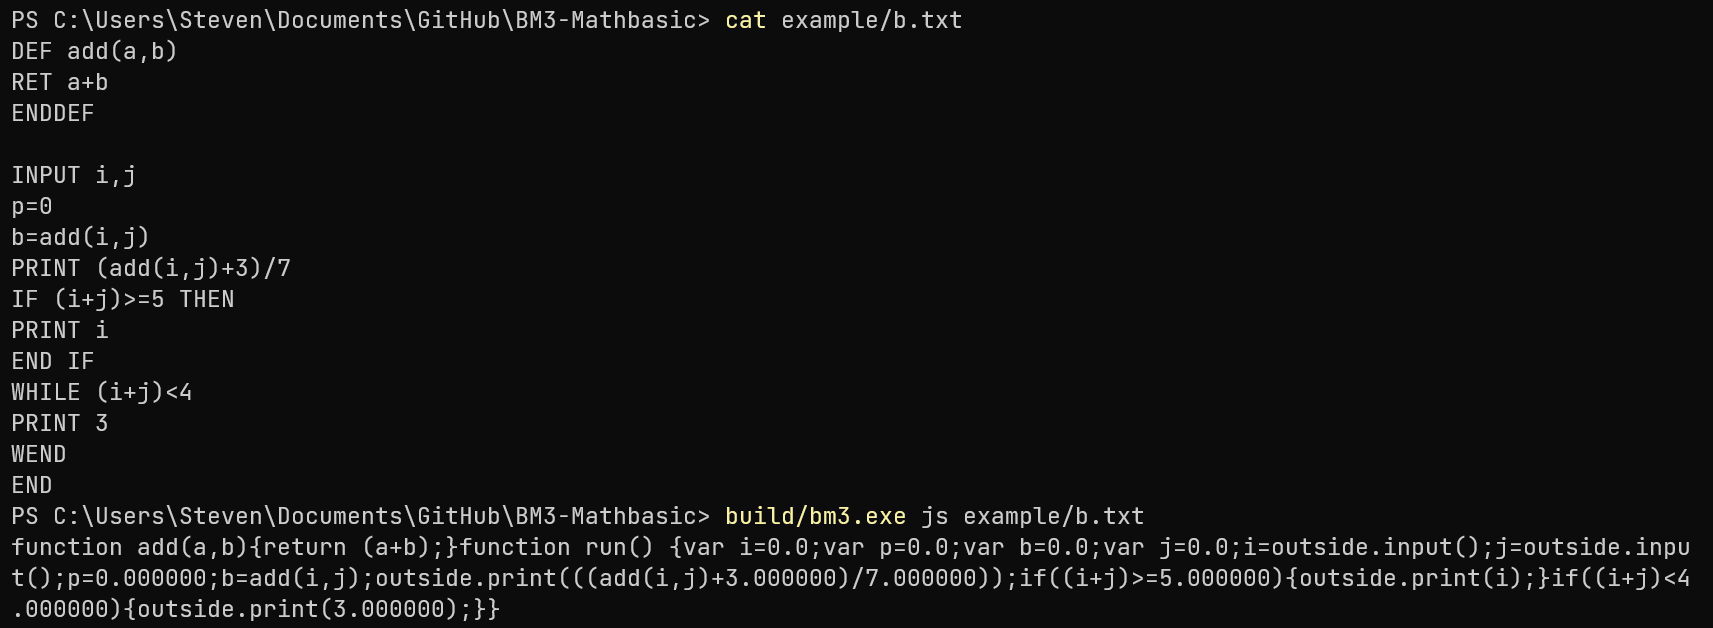 PS C:\Users\Steven\Documents\GitHub\BM3-Mathbasic> cat example/b.txt
DEF add(a,b)
RET a+b
ENDDEF

INPUT i,j
p=0
b=add(i,j)
PRINT (add(i,j)+3)/7
IF (i+j)>=5 THEN
PRINT i
END IF
WHILE (i+j)<4
PRINT 3
WEND
END
PS C:\Users\Steven\Documents\GitHub\BM3-Mathbasic> build/bm3.exe js example/b.txt
function add(a,b){return (a+b);}function run() {var i=0.0;var p=0.0;var b=0.0;var j=0.0;i=outside.input();j=outside.inpu
t();p=0.000000;b=add(i,j);outside.print(((add(i,j)+3.000000)/7.000000));if((i+j)>=5.000000){outside.print(i);}if((i+j)<4
.000000){outside.print(3.000000);}}